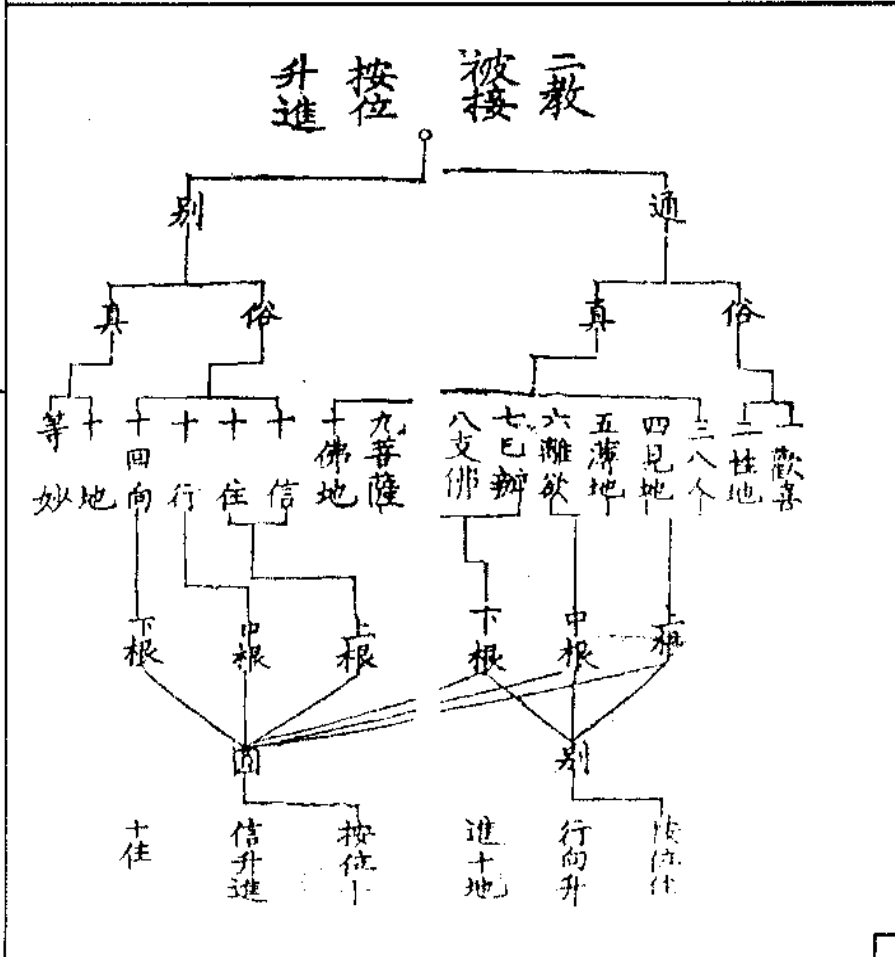 二教
被接
按位
升進
通
別
俗
真
俗
真
一歡喜
二性地
三八人
四見地
五薄地
六離欲
七已辦
八支佛
九菩薩
十佛地
十信
十住
十行
十回向
十地
等妙
上根
中根
下根
上根
中根
下根
別
圓
按位住
行向升
進十地
按位十
信升進
十住